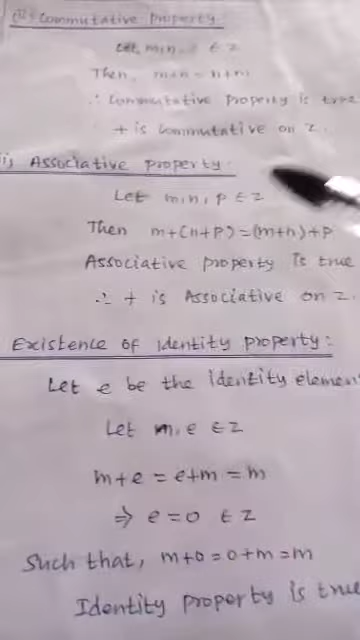 Commutative Property:
Let m,n, ∈ Z
Then, m+n = n+m
∴ Commutative Property is true
+ is Commutative on Z.
i) Associative Property:
Let m,n, p ∈ Z
Then m+(n+p)=(m+n)+p
Associative property is true
∴ + is Associative on Z.
Existence of identity property:
Let e be the identity elemen
Let m,e ∈ Z
m+e = e+m = m
⇒ e=0 ∈ Z
Such that, m+0=0+m=m
Identity property is true